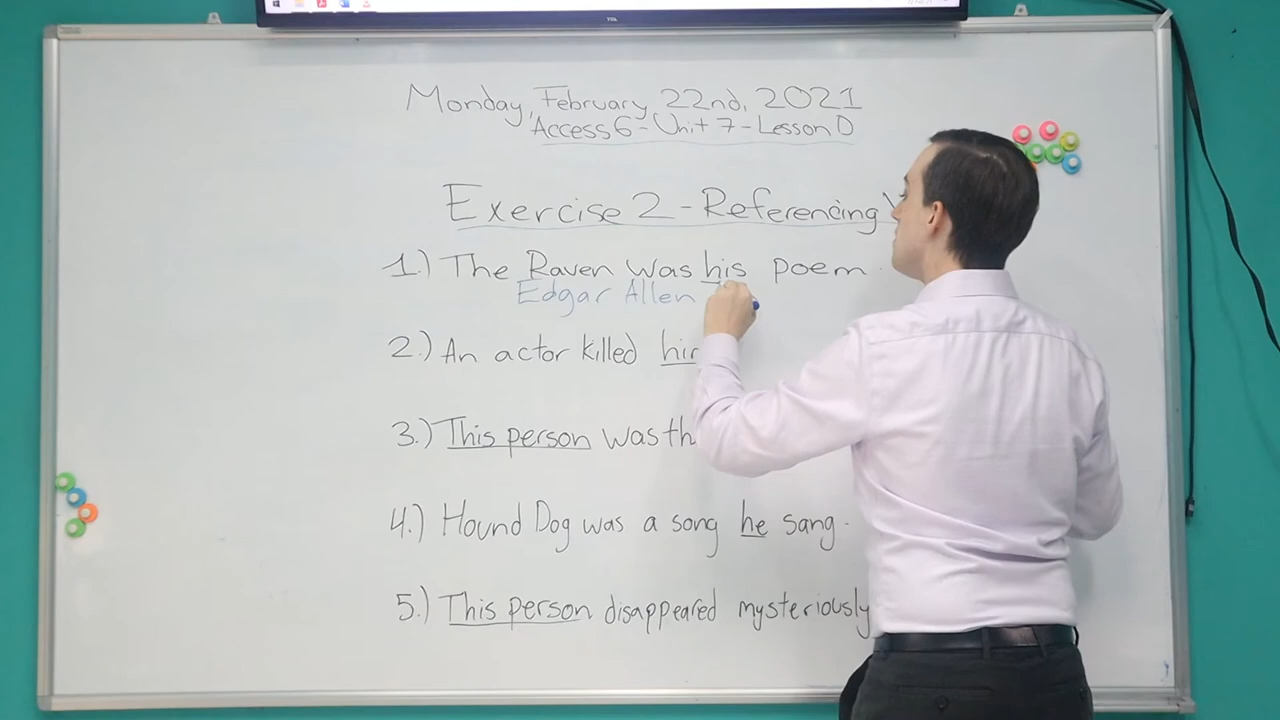 TCL
Monday, February 22nd, 2021
Access 6 - Unit 7 - Lesson D
Exercise 2 - Referencing
1.) The Raven was his poem.
Edgar Allen
2.) An actor killed
3.) This person was
4.) Hound Dog was a song he sang.
5.) This person disappeared mysteriously